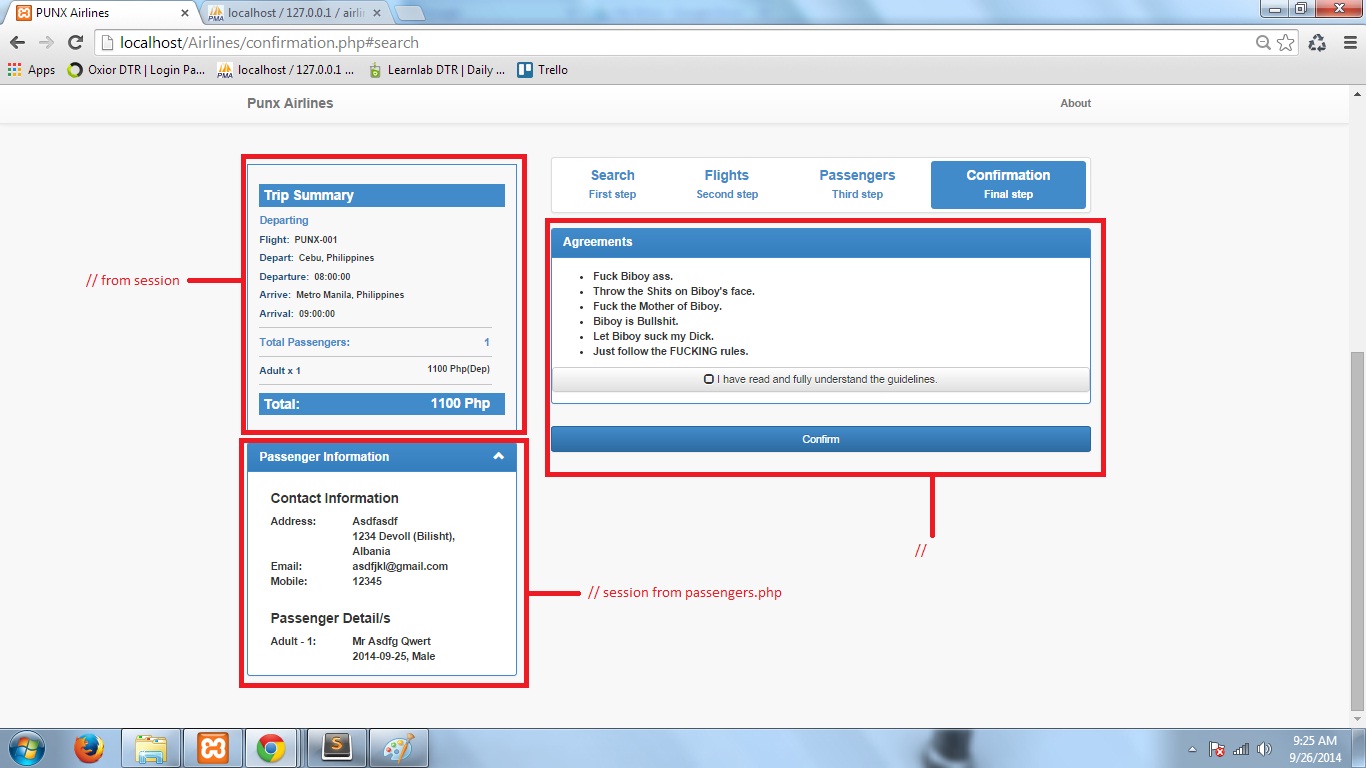 PUNX Airlines
localhost / 127.0.0.1 / airli
localhost/Airlines/confirmation.php#search
Apps
Oxior DTR | Login Pa...
localhost / 127.0.0.1 ...
Learnlab DTR | Daily ...
Trello
Punx Airlines
About
Search
First step
Flights
Second step
Passengers
Third step
Confirmation
Final step
Trip Summary
Departing
Flight: PUNX-001
Depart: Cebu, Philippines
Departure: 08:00:00
Arrive: Metro Manila, Philippines
Arrival: 09:00:00
Total Passengers: 1
Adult x 1 1100 Php(Dep)
Total: 1100 Php
// from session
Agreements
Fuck Biboy ass.
Throw the Shits on Biboy's face.
Fuck the Mother of Biboy.
Biboy is Bullshit.
Let Biboy suck my Dick.
Just follow the FUCKING rules.
I have read and fully understand the guidelines.
Confirm
//
Passenger Information
Contact Information
Address: Asdfasdf
1234 Devoll (Bilisht),
Albania
Email: asdfjkl@gmail.com
Mobile: 12345
Passenger Detail/s
Adult - 1: Mr Asdfg Qwert
2014-09-25, Male
// session from passengers.php
9:25 AM
9/26/2014